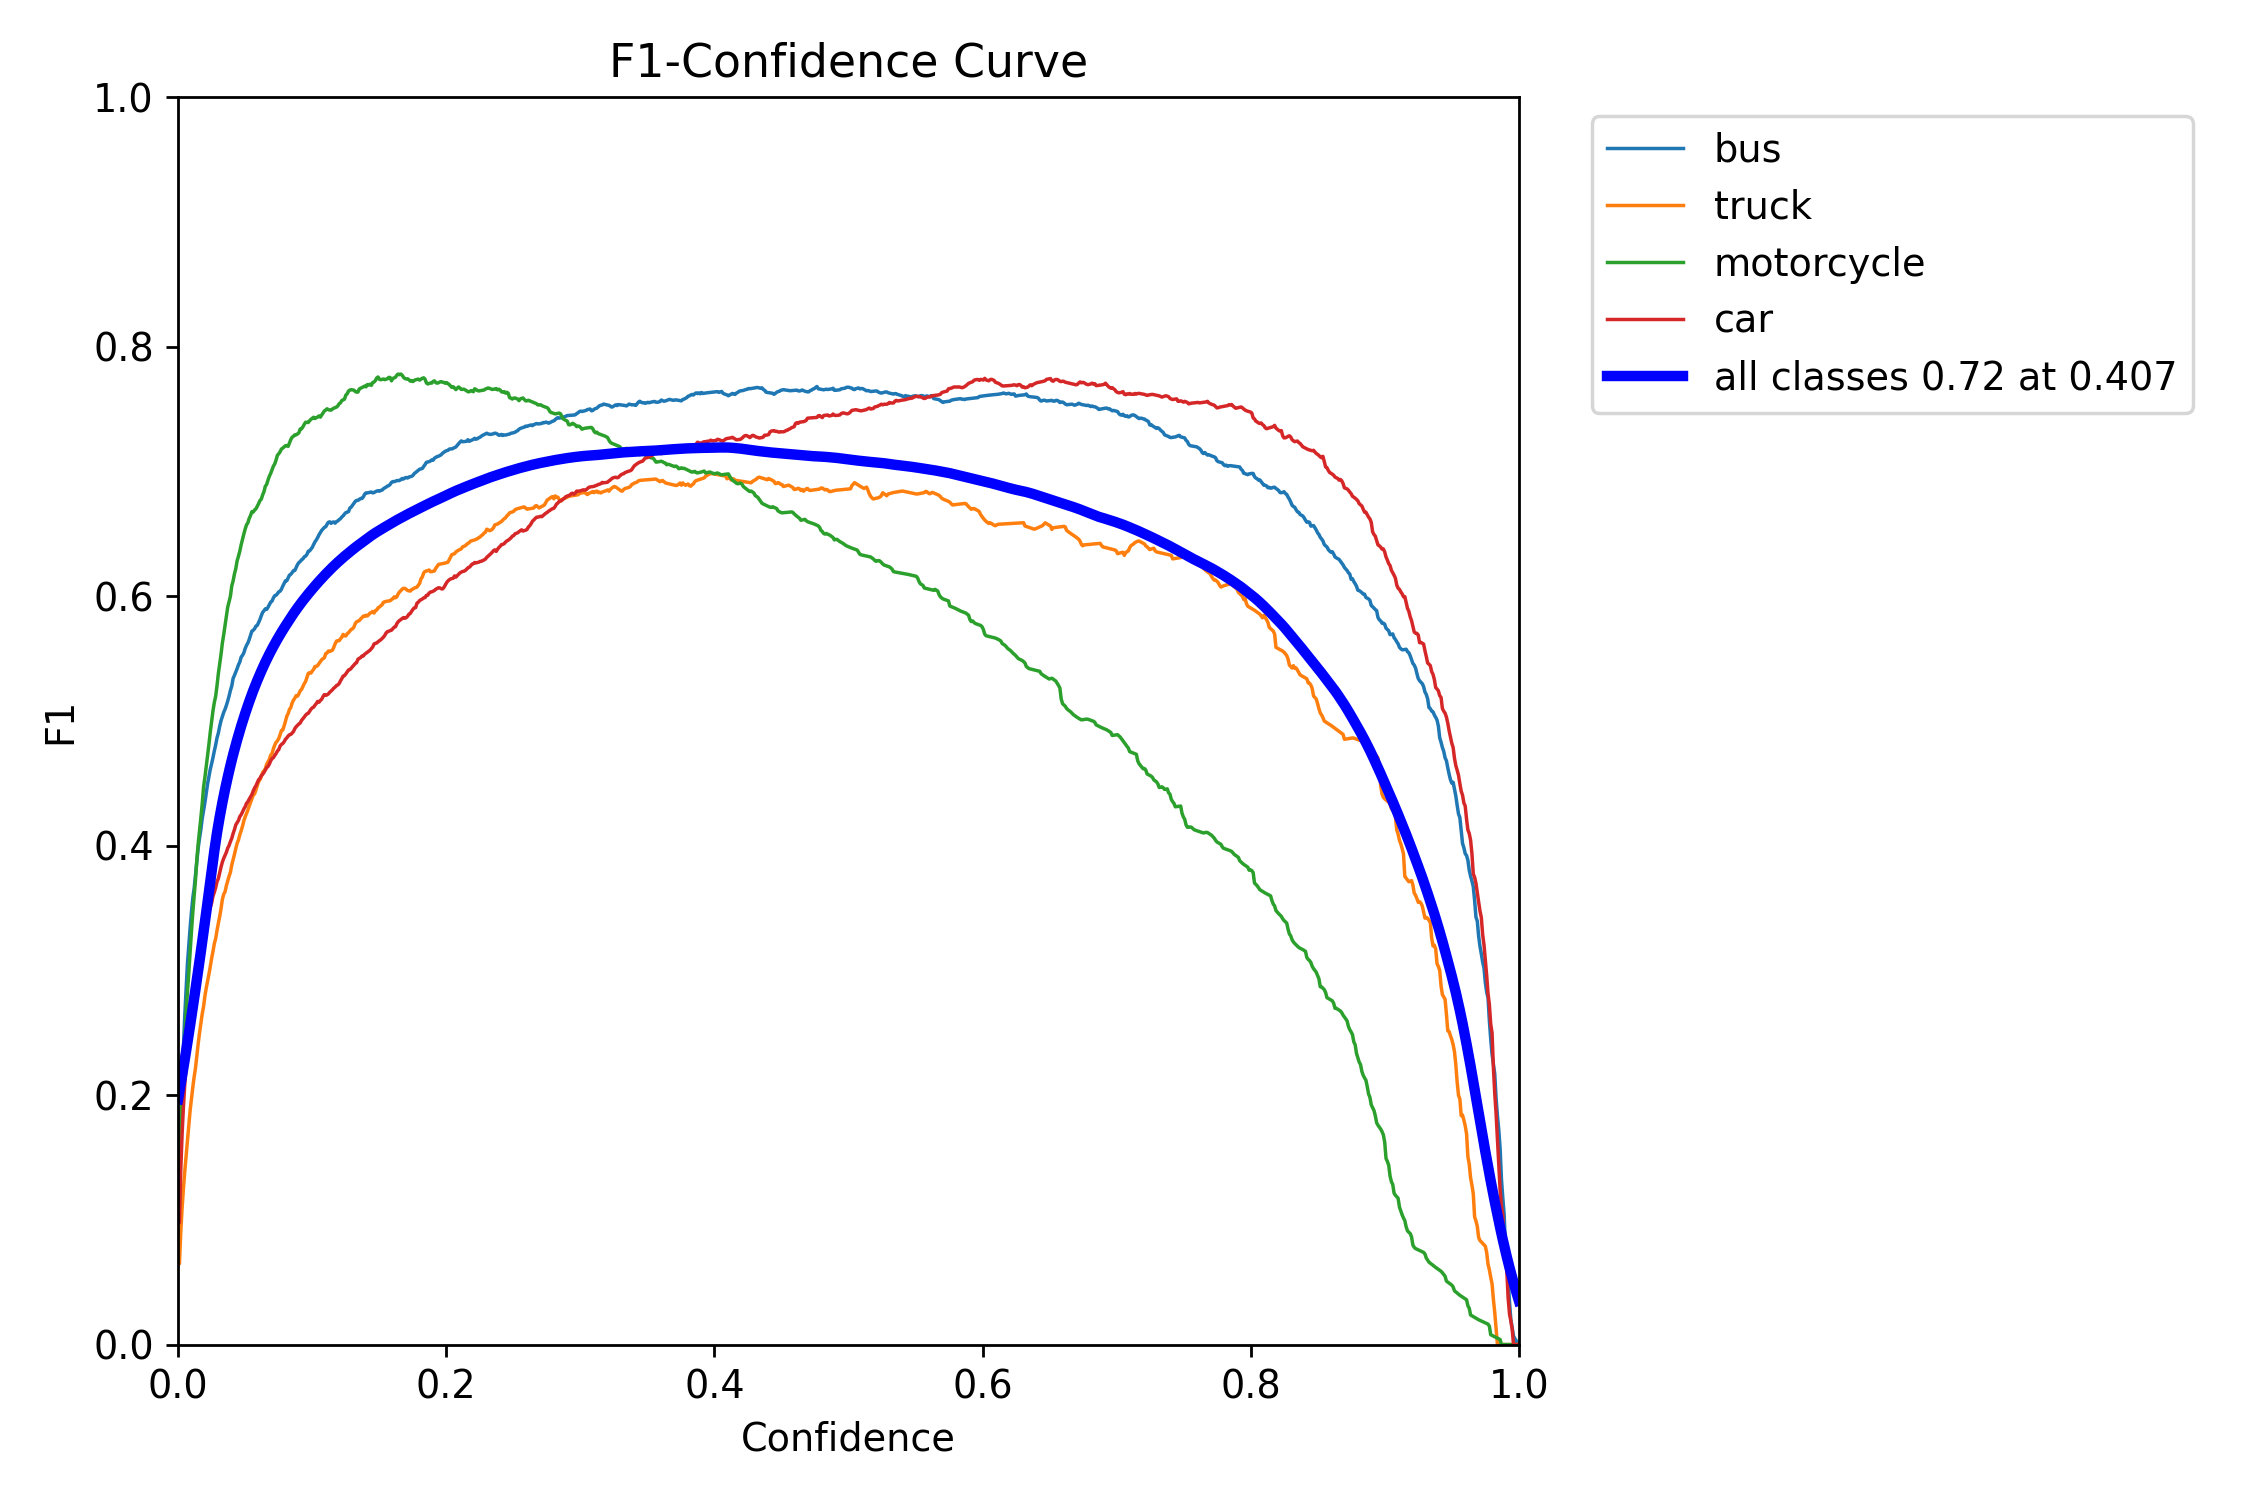 F1-Confidence Curve
1.0
0.8
0.6
0.4
0.2
0.0
F1
0.0 0.2 0.4 0.6 0.8 1.0
Confidence
bus
truck
motorcycle
car
all classes 0.72 at 0.407